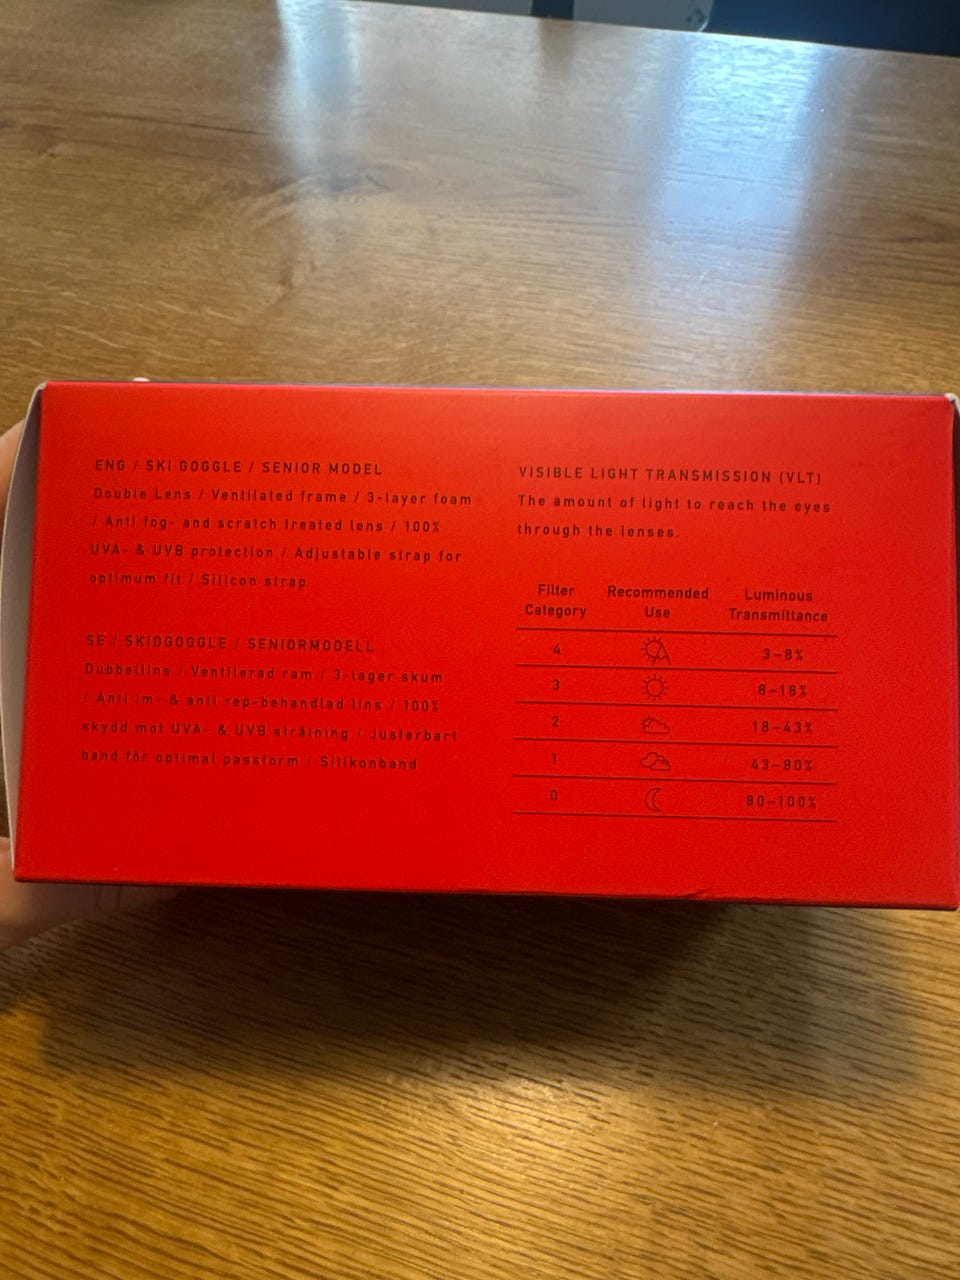 ENG / SKI GOGGLE / SENIOR MODEL
Double Lens / Ventilated frame / 3-layer foam
/ Anti fog- and scratch treated lens / 100%
UVA- & UVB protection / Adjustable strap for
optimum fit / Silicon strap
SE / SKIDGOGGLE / SENIORMODELL
Dubbellins / Ventilerad ram / 3-lager skum
/ Anti im- & anti rep-behandlad lins / 100%
skydd mot UVA- & UVB strålning / Justerbart
band för optimal passform / Silikonband
VISIBLE LIGHT TRANSMISSION (VLT)
The amount of light to reach the eyes
through the lenses.
Filter Recommended Luminous
Category Use Transmittance
4 3-8%
3 8-18%
2 18-43%
1 43-80%
0 80-100%